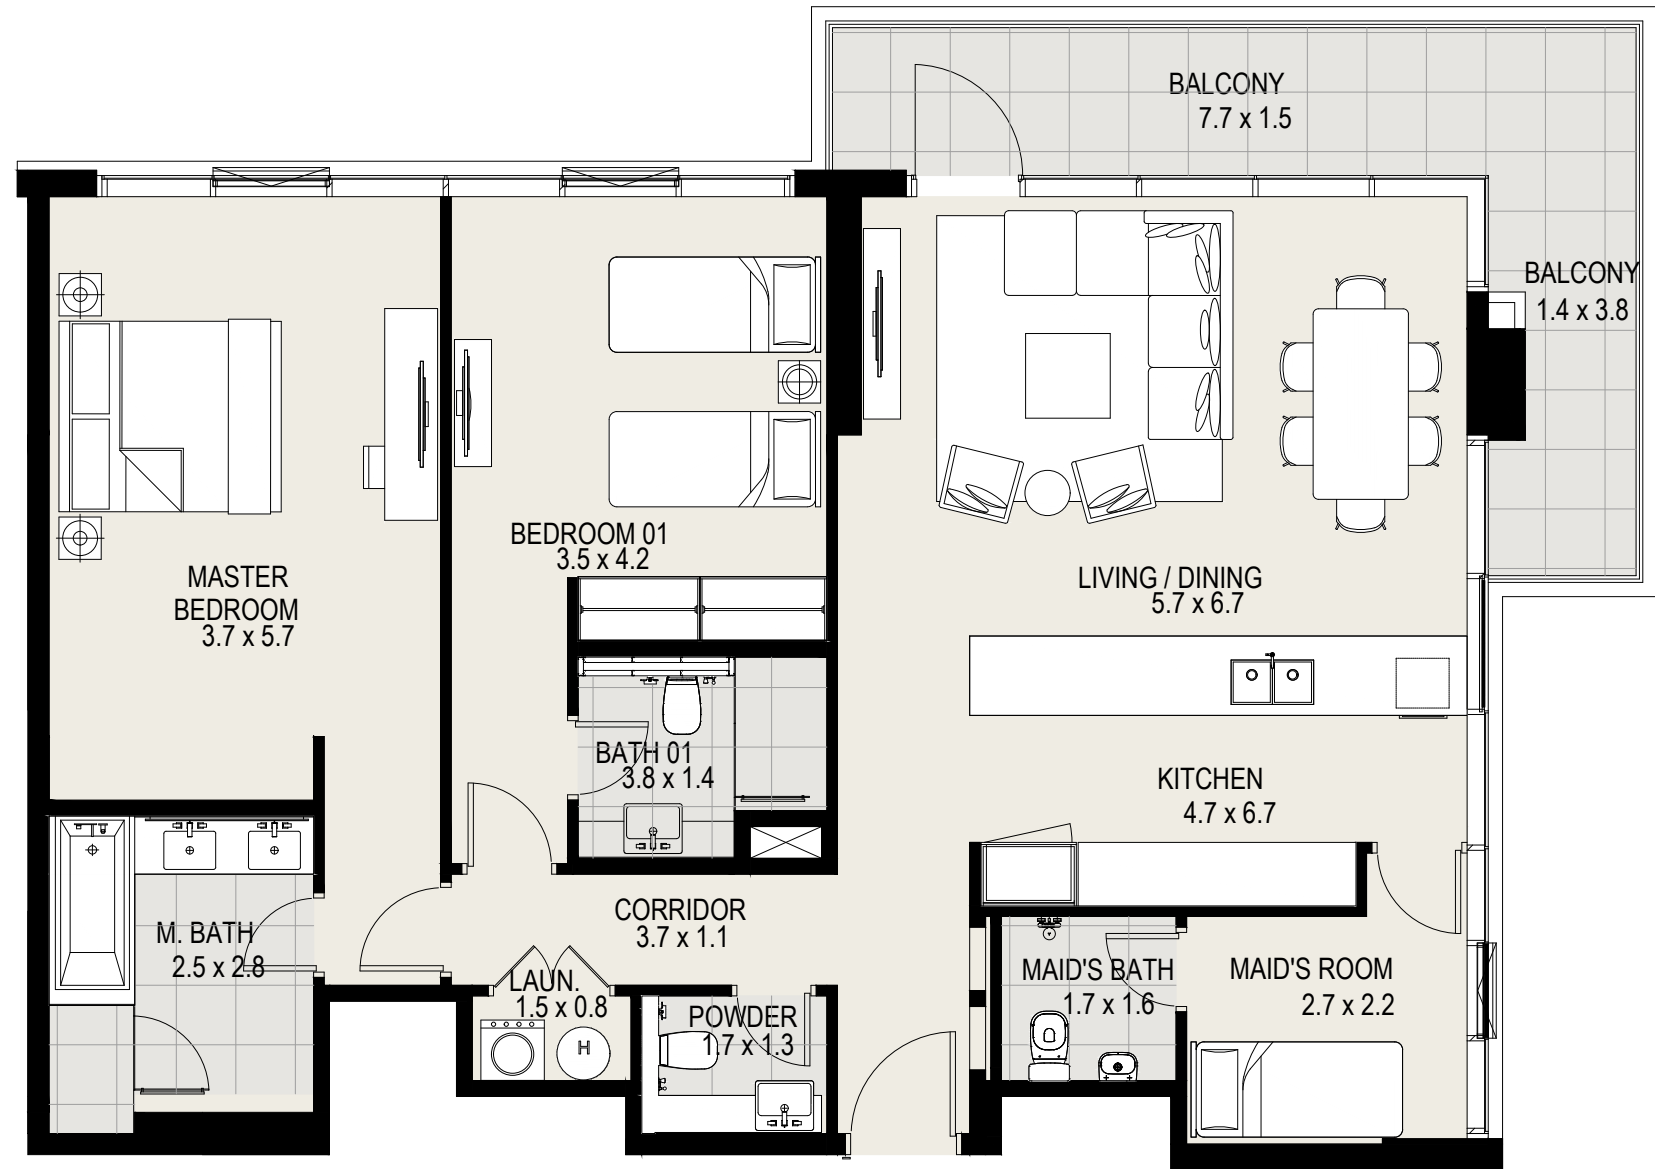 BALCONY
7.7 x 1.5
BALCONY
1.4 x 3.8
BEDROOM 01
3.5 x 4.2
MASTER
BEDROOM
3.7 x 5.7
LIVING / DINING
5.7 x 6.7
BATH 01
3.8 x 1.4
KITCHEN
4.7 x 6.7
CORRIDOR
3.7 x 1.1
M. BATH
2.5 x 2.8
LAUN.
1.5 x 0.8
H
POWDER
1.7 x 1.3
MAID'S BATH
1.7 x 1.6
MAID'S ROOM
2.7 x 2.2